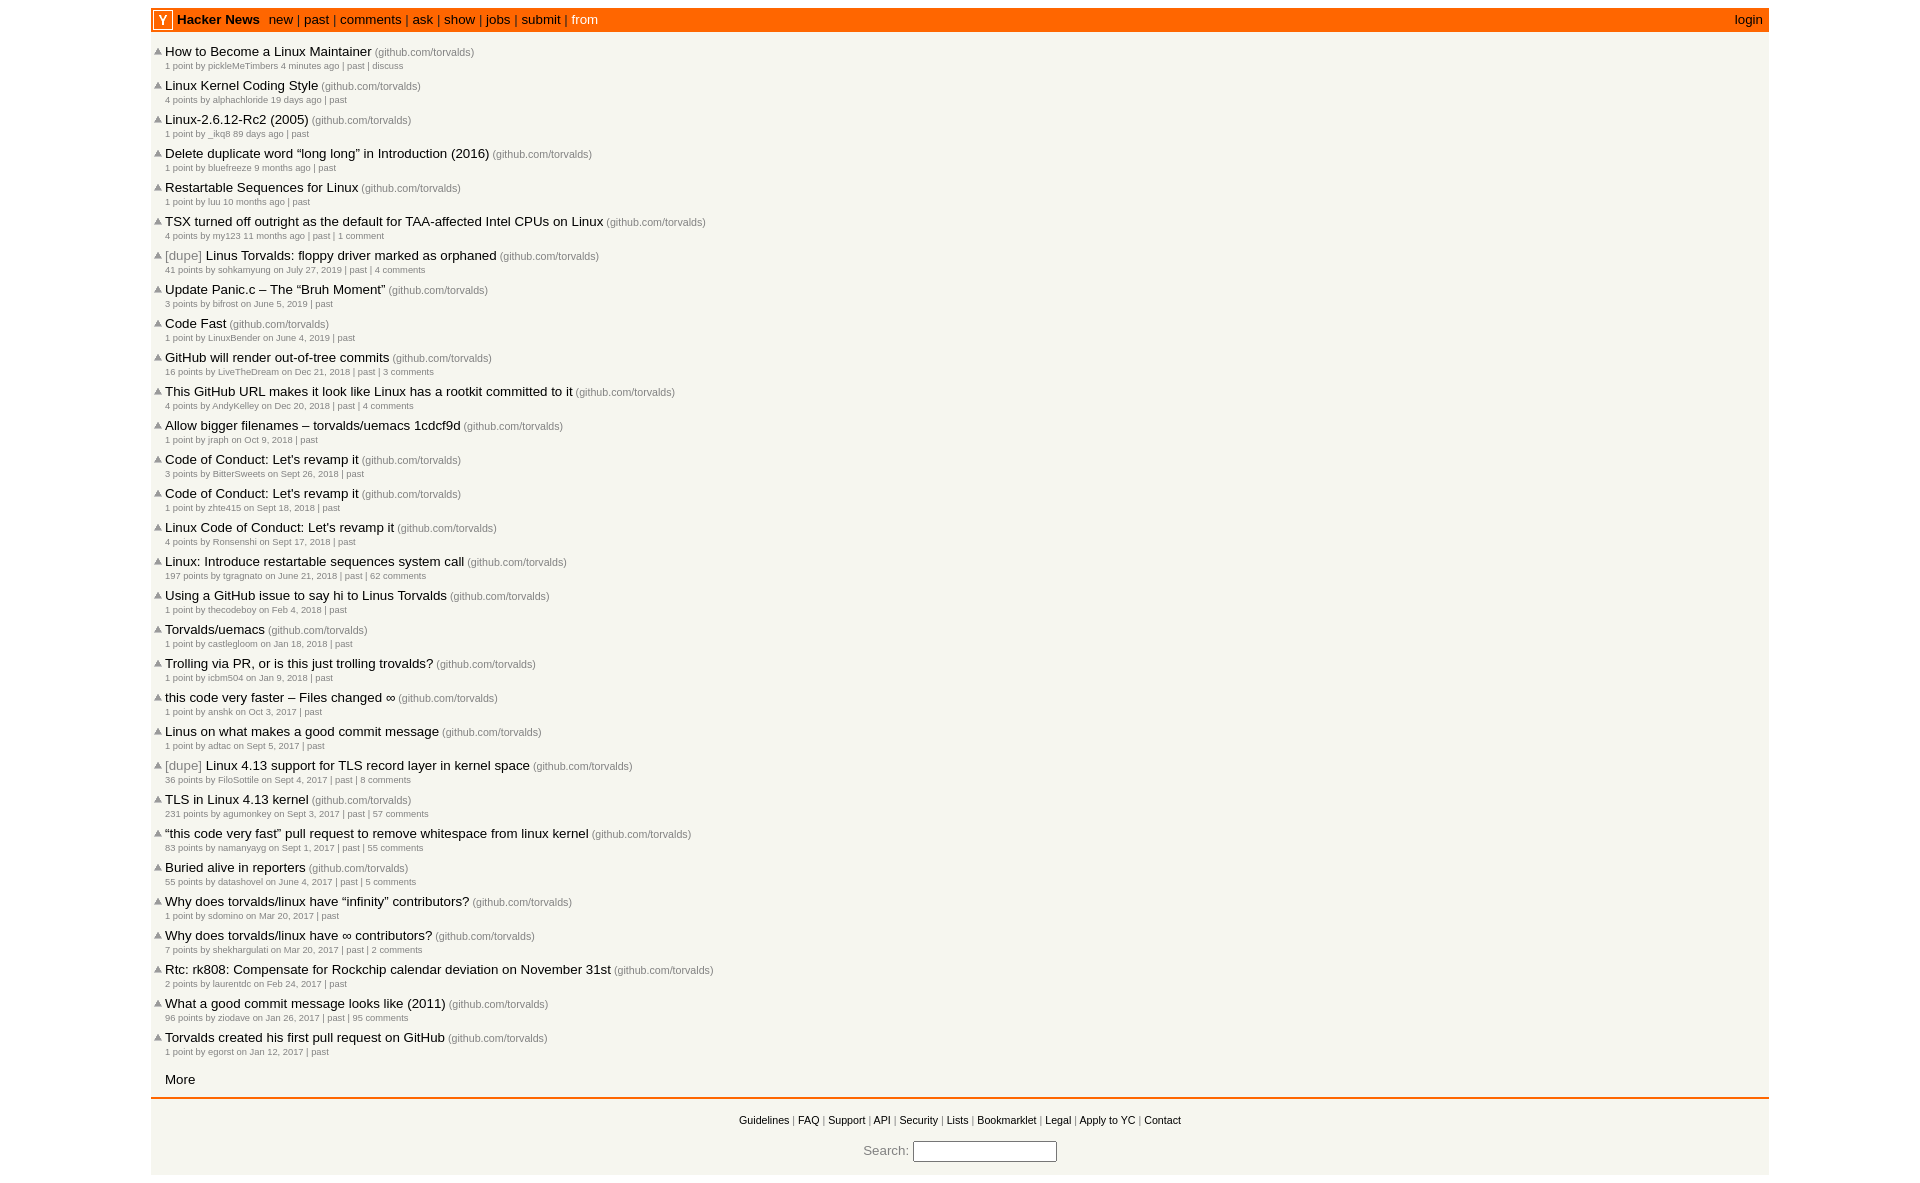 Y Hacker News new | past | comments | ask | show | jobs | submit | from login
How to Become a Linux Maintainer (github.com/torvalds)
1 point by pickleMeTimbers 4 minutes ago | past | discuss
Linux Kernel Coding Style (github.com/torvalds)
4 points by alphachloride 19 days ago | past
Linux-2.6.12-Rc2 (2005) (github.com/torvalds)
1 point by _ikq8 89 days ago | past
Delete duplicate word “long long” in Introduction (2016) (github.com/torvalds)
1 point by bluefreeze 9 months ago | past
Restartable Sequences for Linux (github.com/torvalds)
1 point by luu 10 months ago | past
TSX turned off outright as the default for TAA-affected Intel CPUs on Linux (github.com/torvalds)
4 points by my123 11 months ago | past | 1 comment
[dupe] Linus Torvalds: floppy driver marked as orphaned (github.com/torvalds)
41 points by sohkamyung on July 27, 2019 | past | 4 comments
Update Panic.c – The “Bruh Moment” (github.com/torvalds)
3 points by bifrost on June 5, 2019 | past
Code Fast (github.com/torvalds)
1 point by LinuxBender on June 4, 2019 | past
GitHub will render out-of-tree commits (github.com/torvalds)
16 points by LiveTheDream on Dec 21, 2018 | past | 3 comments
This GitHub URL makes it look like Linux has a rootkit committed to it (github.com/torvalds)
4 points by AndyKelley on Dec 20, 2018 | past | 4 comments
Allow bigger filenames – torvalds/uemacs 1cdcf9d (github.com/torvalds)
1 point by jraph on Oct 9, 2018 | past
Code of Conduct: Let's revamp it (github.com/torvalds)
3 points by BitterSweets on Sept 26, 2018 | past
Code of Conduct: Let's revamp it (github.com/torvalds)
1 point by zhte415 on Sept 18, 2018 | past
Linux Code of Conduct: Let's revamp it (github.com/torvalds)
4 points by Ronsenshi on Sept 17, 2018 | past
Linux: Introduce restartable sequences system call (github.com/torvalds)
197 points by tgragnato on June 21, 2018 | past | 62 comments
Using a GitHub issue to say hi to Linus Torvalds (github.com/torvalds)
1 point by thecodeboy on Feb 4, 2018 | past
Torvalds/uemacs (github.com/torvalds)
1 point by castlegloom on Jan 18, 2018 | past
Trolling via PR, or is this just trolling trovalds? (github.com/torvalds)
1 point by icbm504 on Jan 9, 2018 | past
this code very faster – Files changed ∞ (github.com/torvalds)
1 point by anshk on Oct 3, 2017 | past
Linus on what makes a good commit message (github.com/torvalds)
1 point by adtac on Sept 5, 2017 | past
[dupe] Linux 4.13 support for TLS record layer in kernel space (github.com/torvalds)
36 points by FiloSottile on Sept 4, 2017 | past | 8 comments
TLS in Linux 4.13 kernel (github.com/torvalds)
231 points by agumonkey on Sept 3, 2017 | past | 57 comments
“this code very fast” pull request to remove whitespace from linux kernel (github.com/torvalds)
83 points by namanyayg on Sept 1, 2017 | past | 55 comments
Buried alive in reporters (github.com/torvalds)
55 points by datashovel on June 4, 2017 | past | 5 comments
Why does torvalds/linux have “infinity” contributors? (github.com/torvalds)
1 point by sdomino on Mar 20, 2017 | past
Why does torvalds/linux have ∞ contributors? (github.com/torvalds)
7 points by shekhargulati on Mar 20, 2017 | past | 2 comments
Rtc: rk808: Compensate for Rockchip calendar deviation on November 31st (github.com/torvalds)
2 points by laurentdc on Feb 24, 2017 | past
What a good commit message looks like (2011) (github.com/torvalds)
96 points by ziodave on Jan 26, 2017 | past | 95 comments
Torvalds created his first pull request on GitHub (github.com/torvalds)
1 point by egorst on Jan 12, 2017 | past
More
Guidelines | FAQ | Support | API | Security | Lists | Bookmarklet | Legal | Apply to YC | Contact
Search: